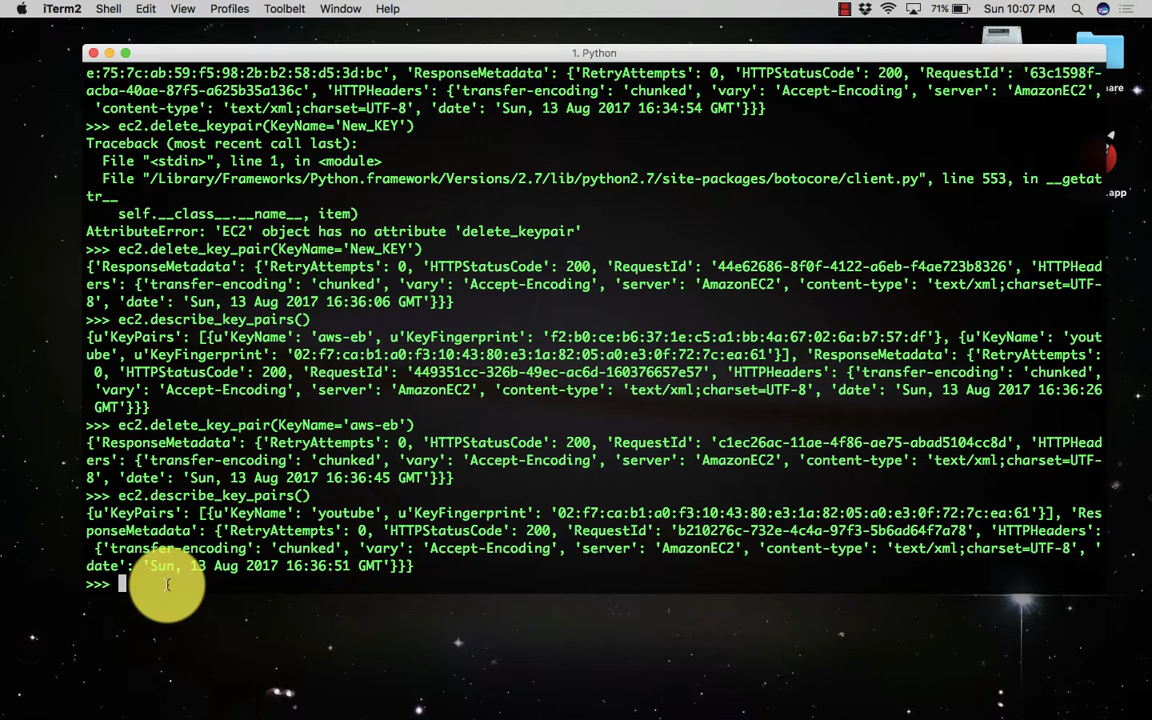 iTerm2 Shell Edit View Profiles Toolbelt Window Help 71% Sun 10:07 PM
1. Python
e:75:7c:ab:59:f5:98:2b:b2:58:d5:3d:bc', 'ResponseMetadata': {'RetryAttempts': 0, 'HTTPStatusCode': 200, 'RequestId': '63c1598f-
acba-40ae-87f5-a625b35a136c', 'HTTPHeaders': {'transfer-encoding': 'chunked', 'vary': 'Accept-Encoding', 'server': 'AmazonEC2',
'content-type': 'text/xml;charset=UTF-8', 'date': 'Sun, 13 Aug 2017 16:34:54 GMT'}}}
>>> ec2.delete_keypair(KeyName='New_KEY')
Traceback (most recent call last):
File "<stdin>", line 1, in <module>
File "/Library/Frameworks/Python.framework/Versions/2.7/lib/python2.7/site-packages/botocore/client.py", line 553, in __getat
tr__
self.__class__.__name__, item)
AttributeError: 'EC2' object has no attribute 'delete_keypair'
>>> ec2.delete_key_pair(KeyName='New_KEY')
{'ResponseMetadata': {'RetryAttempts': 0, 'HTTPStatusCode': 200, 'RequestId': '44e62686-8f0f-4122-a6eb-f4ae723b8326', 'HTTPHead
ers': {'transfer-encoding': 'chunked', 'vary': 'Accept-Encoding', 'server': 'AmazonEC2', 'content-type': 'text/xml;charset=UTF-
8', 'date': 'Sun, 13 Aug 2017 16:36:06 GMT'}}}
>>> ec2.describe_key_pairs()
{u'KeyPairs': [{u'KeyName': 'aws-eb', u'KeyFingerprint': 'f2:b0:ce:b6:37:1e:c5:a1:bb:4a:67:02:6a:b7:57:df'}, {u'KeyName': 'yout
ube', u'KeyFingerprint': '02:f7:ca:b1:a0:f3:10:43:80:e3:1a:82:05:a0:e3:0f:72:7c:ea:61'}], 'ResponseMetadata': {'RetryAttempts':
0, 'HTTPStatusCode': 200, 'RequestId': '449351cc-326b-49ec-ac6d-160376657e57', 'HTTPHeaders': {'transfer-encoding': 'chunked',
'vary': 'Accept-Encoding', 'server': 'AmazonEC2', 'content-type': 'text/xml;charset=UTF-8', 'date': 'Sun, 13 Aug 2017 16:36:26
GMT'}}}
>>> ec2.delete_key_pair(KeyName='aws-eb')
{'ResponseMetadata': {'RetryAttempts': 0, 'HTTPStatusCode': 200, 'RequestId': 'c1ec26ac-11ae-4f86-ae75-abad5104cc8d', 'HTTPHead
ers': {'transfer-encoding': 'chunked', 'vary': 'Accept-Encoding', 'server': 'AmazonEC2', 'content-type': 'text/xml;charset=UTF-
8', 'date': 'Sun, 13 Aug 2017 16:36:45 GMT'}}}
>>> ec2.describe_key_pairs()
{u'KeyPairs': [{u'KeyName': 'youtube', u'KeyFingerprint': '02:f7:ca:b1:a0:f3:10:43:80:e3:1a:82:05:a0:e3:0f:72:7c:ea:61'}], 'Res
ponseMetadata': {'RetryAttempts': 0, 'HTTPStatusCode': 200, 'RequestId': 'b210276c-732e-4c4a-97f3-5b6ad64f7a78', 'HTTPHeaders':
{'transfer-encoding': 'chunked', 'vary': 'Accept-Encoding', 'server': 'AmazonEC2', 'content-type': 'text/xml;charset=UTF-8', '
date': 'Sun, 13 Aug 2017 16:36:51 GMT'}}}
>>>
hare
.app